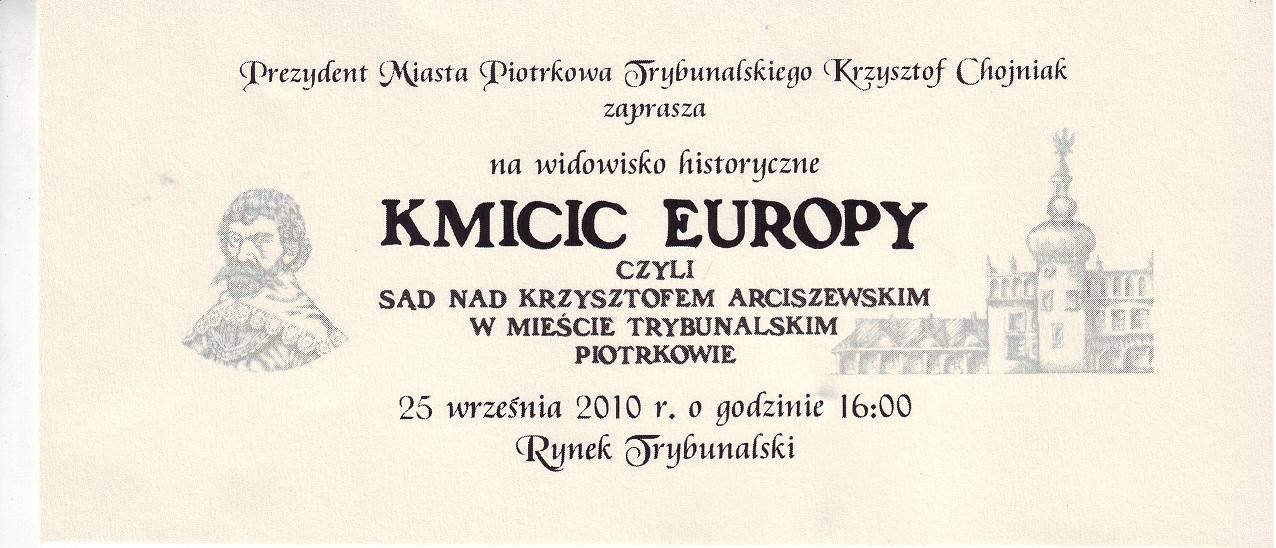 Prezydent Miasta Piotrkowa Trybunalskiego Krzysztof Chojniak
zaprasza
na widowisko historyczne
KMICIC EUROPY
CZYLI
SĄD NAD KRZYSZTOFEM ARCISZEWSKIM
W MIEŚCIE TRYBUNALSKIM
PIOTRKOWIE
25 września 2010 r. o godzinie 16:00
Rynek Trybunalski